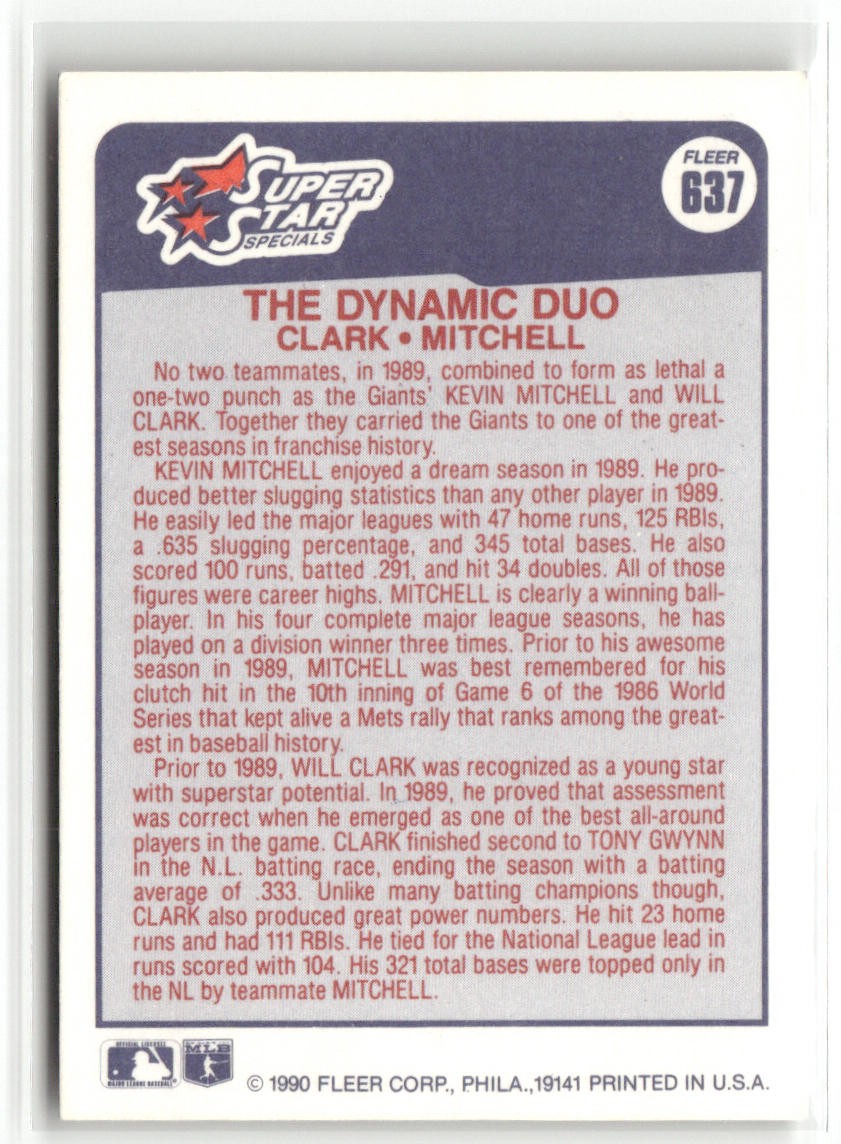 SUPER
STAR
SPECIALS
FLEER
637
THE DYNAMIC DUO
CLARK • MITCHELL
No two teammates, in 1989, combined to form as lethal a
one-two punch as the Giants' KEVIN MITCHELL and WILL
CLARK. Together they carried the Giants to one of the great-
est seasons in franchise history.
KEVIN MITCHELL enjoyed a dream season in 1989. He pro-
duced better slugging statistics than any other player in 1989.
He easily led the major leagues with 47 home runs, 125 RBIs,
a .635 slugging percentage, and 345 total bases. He also
scored 100 runs, batted .291, and hit 34 doubles. All of those
figures were career highs. MITCHELL is clearly a winning ball-
player. In his four complete major league seasons, he has
played on a division winner three times. Prior to his awesome
season in 1989, MITCHELL was best remembered for his
clutch hit in the 10th inning of Game 6 of the 1986 World
Series that kept alive a Mets rally that ranks among the great-
est in baseball history.
Prior to 1989, WILL CLARK was recognized as a young star
with superstar potential. In 1989, he proved that assessment
was correct when he emerged as one of the best all-around
players in the game. CLARK finished second to TONY GWYNN
in the N.L. batting race, ending the season with a batting
average of .333. Unlike many batting champions though,
CLARK also produced great power numbers. He hit 23 home
runs and had 111 RBIs. He tied for the National League lead in
runs scored with 104. His 321 total bases were topped only in
the NL by teammate MITCHELL.
OFFICIAL LICENSEE
MAJOR LEAGUE BASEBALL
MLB
© 1990 FLEER CORP., PHILA.,19141 PRINTED IN U.S.A.